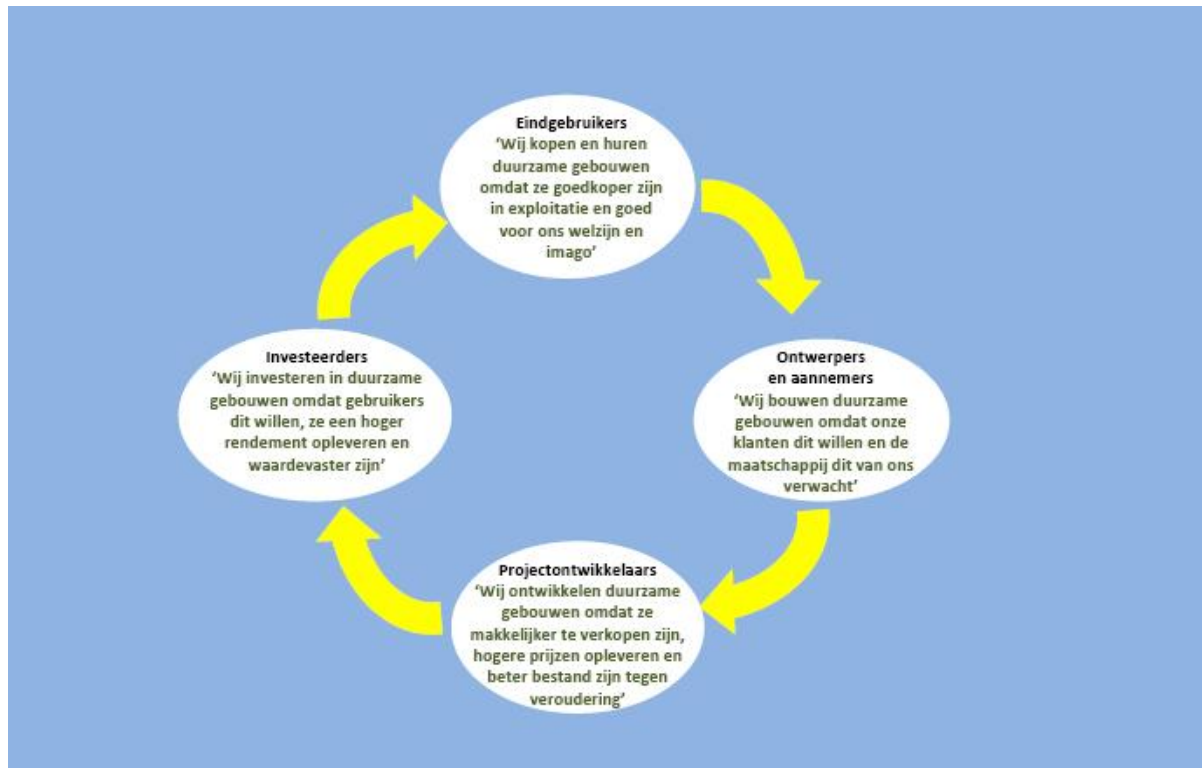 Eindgebruikers
‘Wij kopen en huren
duurzame gebouwen
omdat ze goedkoper zijn
in exploitatie en goed
voor ons welzijn en
imago’
Ontwerpers
en aannemers
‘Wij bouwen duurzame
gebouwen omdat onze
klanten dit willen en de
maatschappij dit van ons
verwacht’
Projectontwikkelaars
‘Wij ontwikkelen duurzame
gebouwen omdat ze
makkelijker te verkopen zijn,
hogere prijzen opleveren en
beter bestand zijn tegen
veroudering’
Investeerders
‘Wij investeren in duurzame
gebouwen omdat gebruikers
dit willen, ze een hoger
rendement opleveren en
waardevaster zijn’